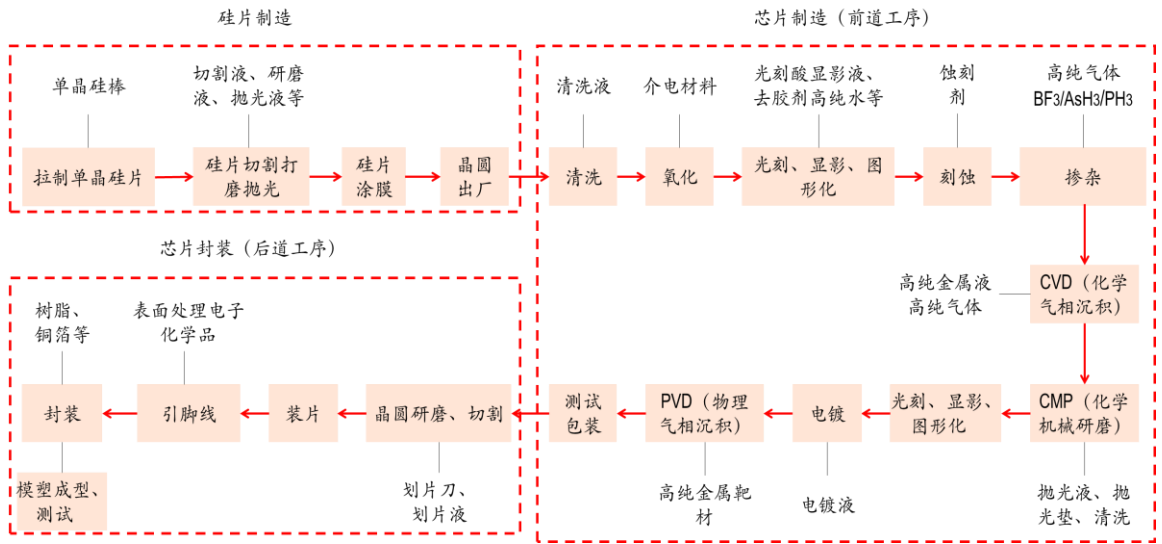 硅片制造
单晶硅棒
切割液、研磨
液、抛光液等
拉制单晶硅片
硅片切割打
磨抛光
硅片
涂膜
晶圆
出厂
芯片制造（前道工序）
清洗液
介电材料
光刻酸显影液、
去胶剂高纯水等
蚀刻
剂
高纯气体
BF3/AsH3/PH3
清洗
氧化
光刻、显影、图
形化
刻蚀
掺杂
高纯金属液
高纯气体
CVD（化学
气相沉积）
CMP（化学
机械研磨）
抛光液、抛
光垫、清洗
光刻、显影、
图形化
电镀
电镀液
PVD（物理
气相沉积）
高纯金属靶
材
测试
包装
芯片封装（后道工序）
树脂、
铜箔等
表面处理电子
化学品
封装
引脚线
装片
晶圆研磨、切割
模塑成型、
测试
划片刀、
划片液